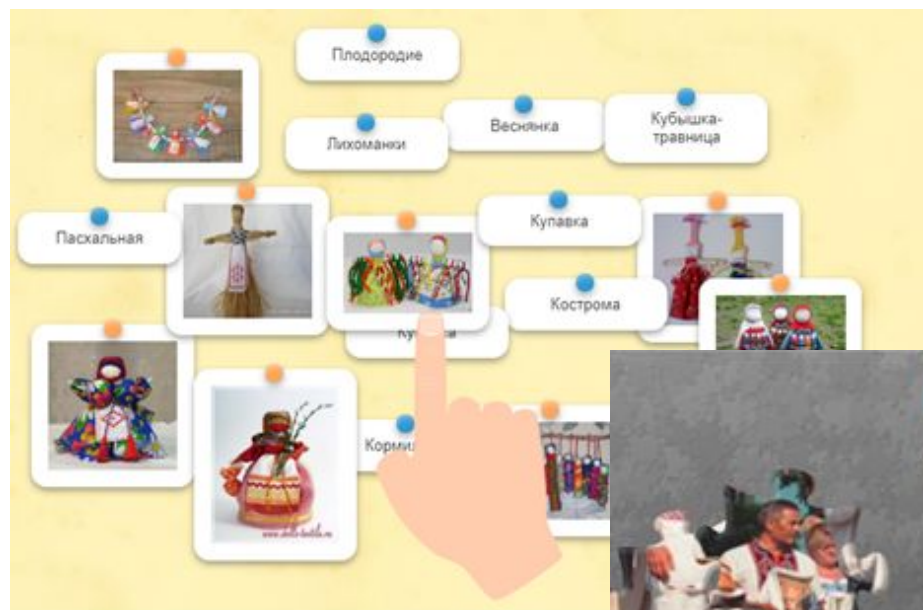 Плодородие
Лихоманки
Веснянка
Кубышка-
травница
Пасхальная
Купавка
Кострома